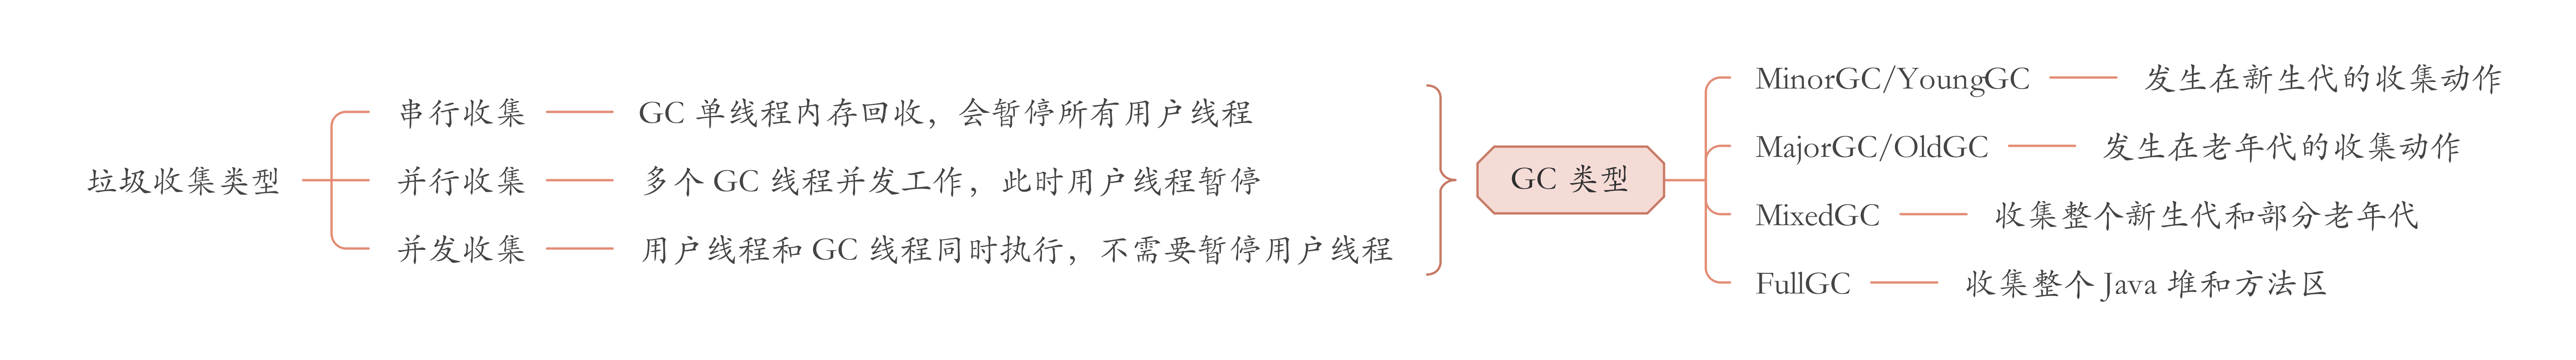 垃圾收集类型
串行收集
GC 单线程内存回收，会暂停所有用户线程
并行收集
多个 GC 线程并发工作，此时用户线程暂停
并发收集
用户线程和 GC 线程同时执行，不需要暂停用户线程
GC 类型
MinorGC/YoungGC
发生在新生代的收集动作
MajorGC/OldGC
发生在老年代的收集动作
MixedGC
收集整个新生代和部分老年代
FullGC
收集整个 Java 堆和方法区